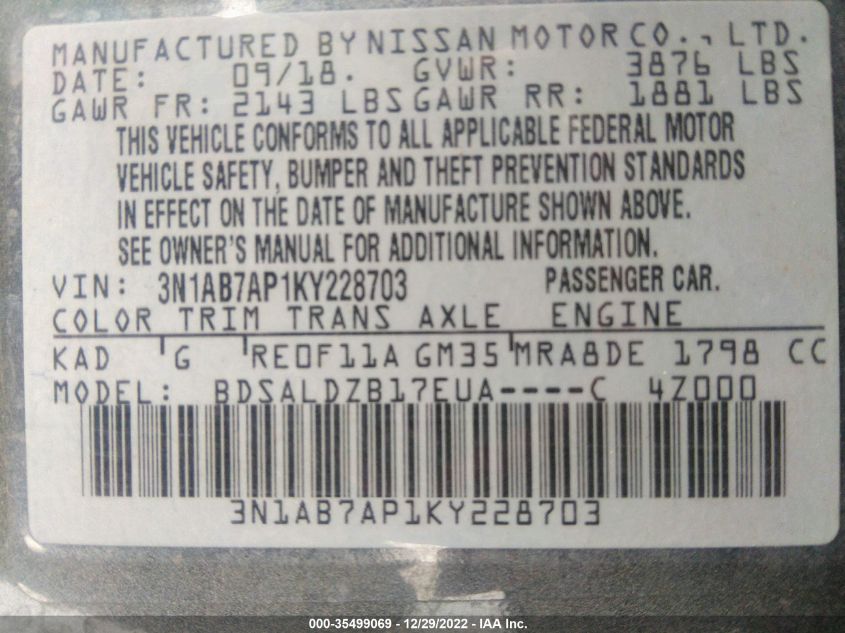 MANUFACTURED BY NISSAN MOTOR CO., LTD.
DATE: 09/18. GVWR: 3876 LBS
GAWR FR: 2143 LBS GAWR RR: 1881 LBS
THIS VEHICLE CONFORMS TO ALL APPLICABLE FEDERAL MOTOR
VEHICLE SAFETY, BUMPER AND THEFT PREVENTION STANDARDS
IN EFFECT ON THE DATE OF MANUFACTURE SHOWN ABOVE.
SEE OWNER'S MANUAL FOR ADDITIONAL INFORMATION.
VIN: 3N1AB7AP1KY228703 PASSENGER CAR.
COLOR TRIM TRANS AXLE ENGINE
KAD G RE0F11A GM35 MRA8DE 1798 CC
MODEL: BDSALDZB17EUA----C 4Z000
3N1AB7AP1KY228703
000-35499069 - 12/29/2022 - IAA Inc.